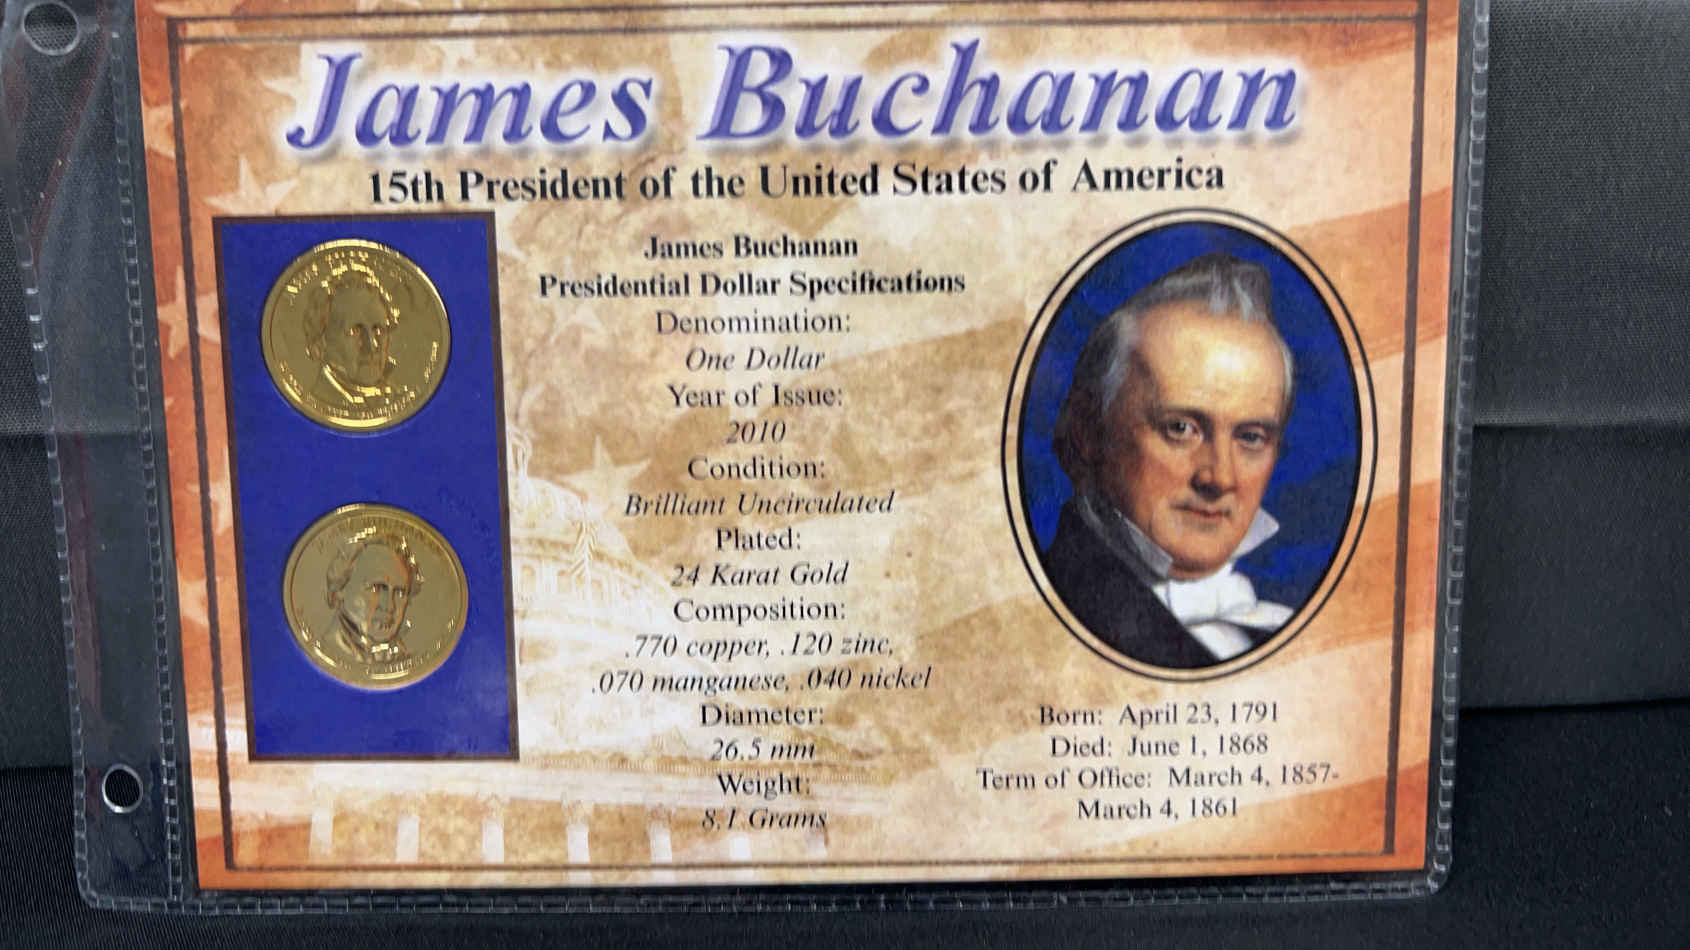 James Buchanan
15th President of the United States of America
James Buchanan
Presidential Dollar Specifications
Denomination:
One Dollar
Year of Issue:
2010
Condition:
Brilliant Uncirculated
Plated:
24 Karat Gold
Composition:
.770 copper, .120 zinc,
.070 manganese, .040 nickel
Diameter:
26.5 mm
Weight:
8.1 Grams
Born: April 23, 1791
Died: June 1, 1868
Term of Office: March 4, 1857-
March 4, 1861